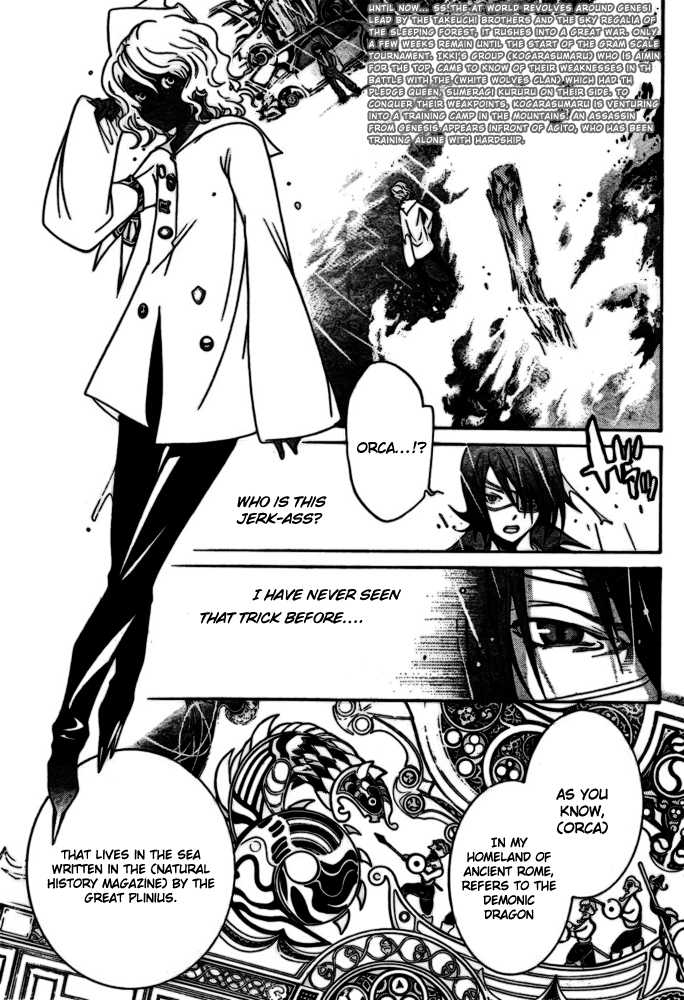 UNTIL NOW... SS!THE AT WORLD REVOLVES AROUND GENESI
LEAD BY THE TAKEUCHI BROTHERS AND THE SKY REGALIA OF
THE SLEEPING FOREST, IT RUSHES INTO A GREAT WAR. ONLY
A FEW WEEKS REMAIN UNTIL THE START OF THE GRAM SCALE
TOURNAMENT. IKKI'S GROUP (KOGARASUMARU) WHO IS AIMIN
FOR THE TOP, CAME TO KNOW OF THEIR WEAKNESSES IN TH
BATTLE WITH THE (WHITE WOLVES CLAN) WHICH HAD TH
PLEDGE QUEEN, SUMERAGI KURURU ON THEIR SIDE. TO
CONQUER THEIR WEAKPOINTS, KOGARASUMARU IS VENTURING
INTO A TRAINING CAMP IN THE MOUNTAINS! AN ASSASSIN
FROM GENESIS APPEARS INFRONT OF AGITO, WHO HAS BEEN
TRAINING ALONE WITH HARDSHIP.
ORCA...!?
WHO IS THIS
JERK-ASS?
I HAVE NEVER SEEN
THAT TRICK BEFORE....
AS YOU
KNOW,
(ORCA)
IN MY
HOMELAND OF
ANCIENT ROME,
REFERS TO THE
DEMONIC
DRAGON
THAT LIVES IN THE SEA
WRITTEN IN THE (NATURAL
HISTORY MAGAZINE) BY THE
GREAT PLINIUS.